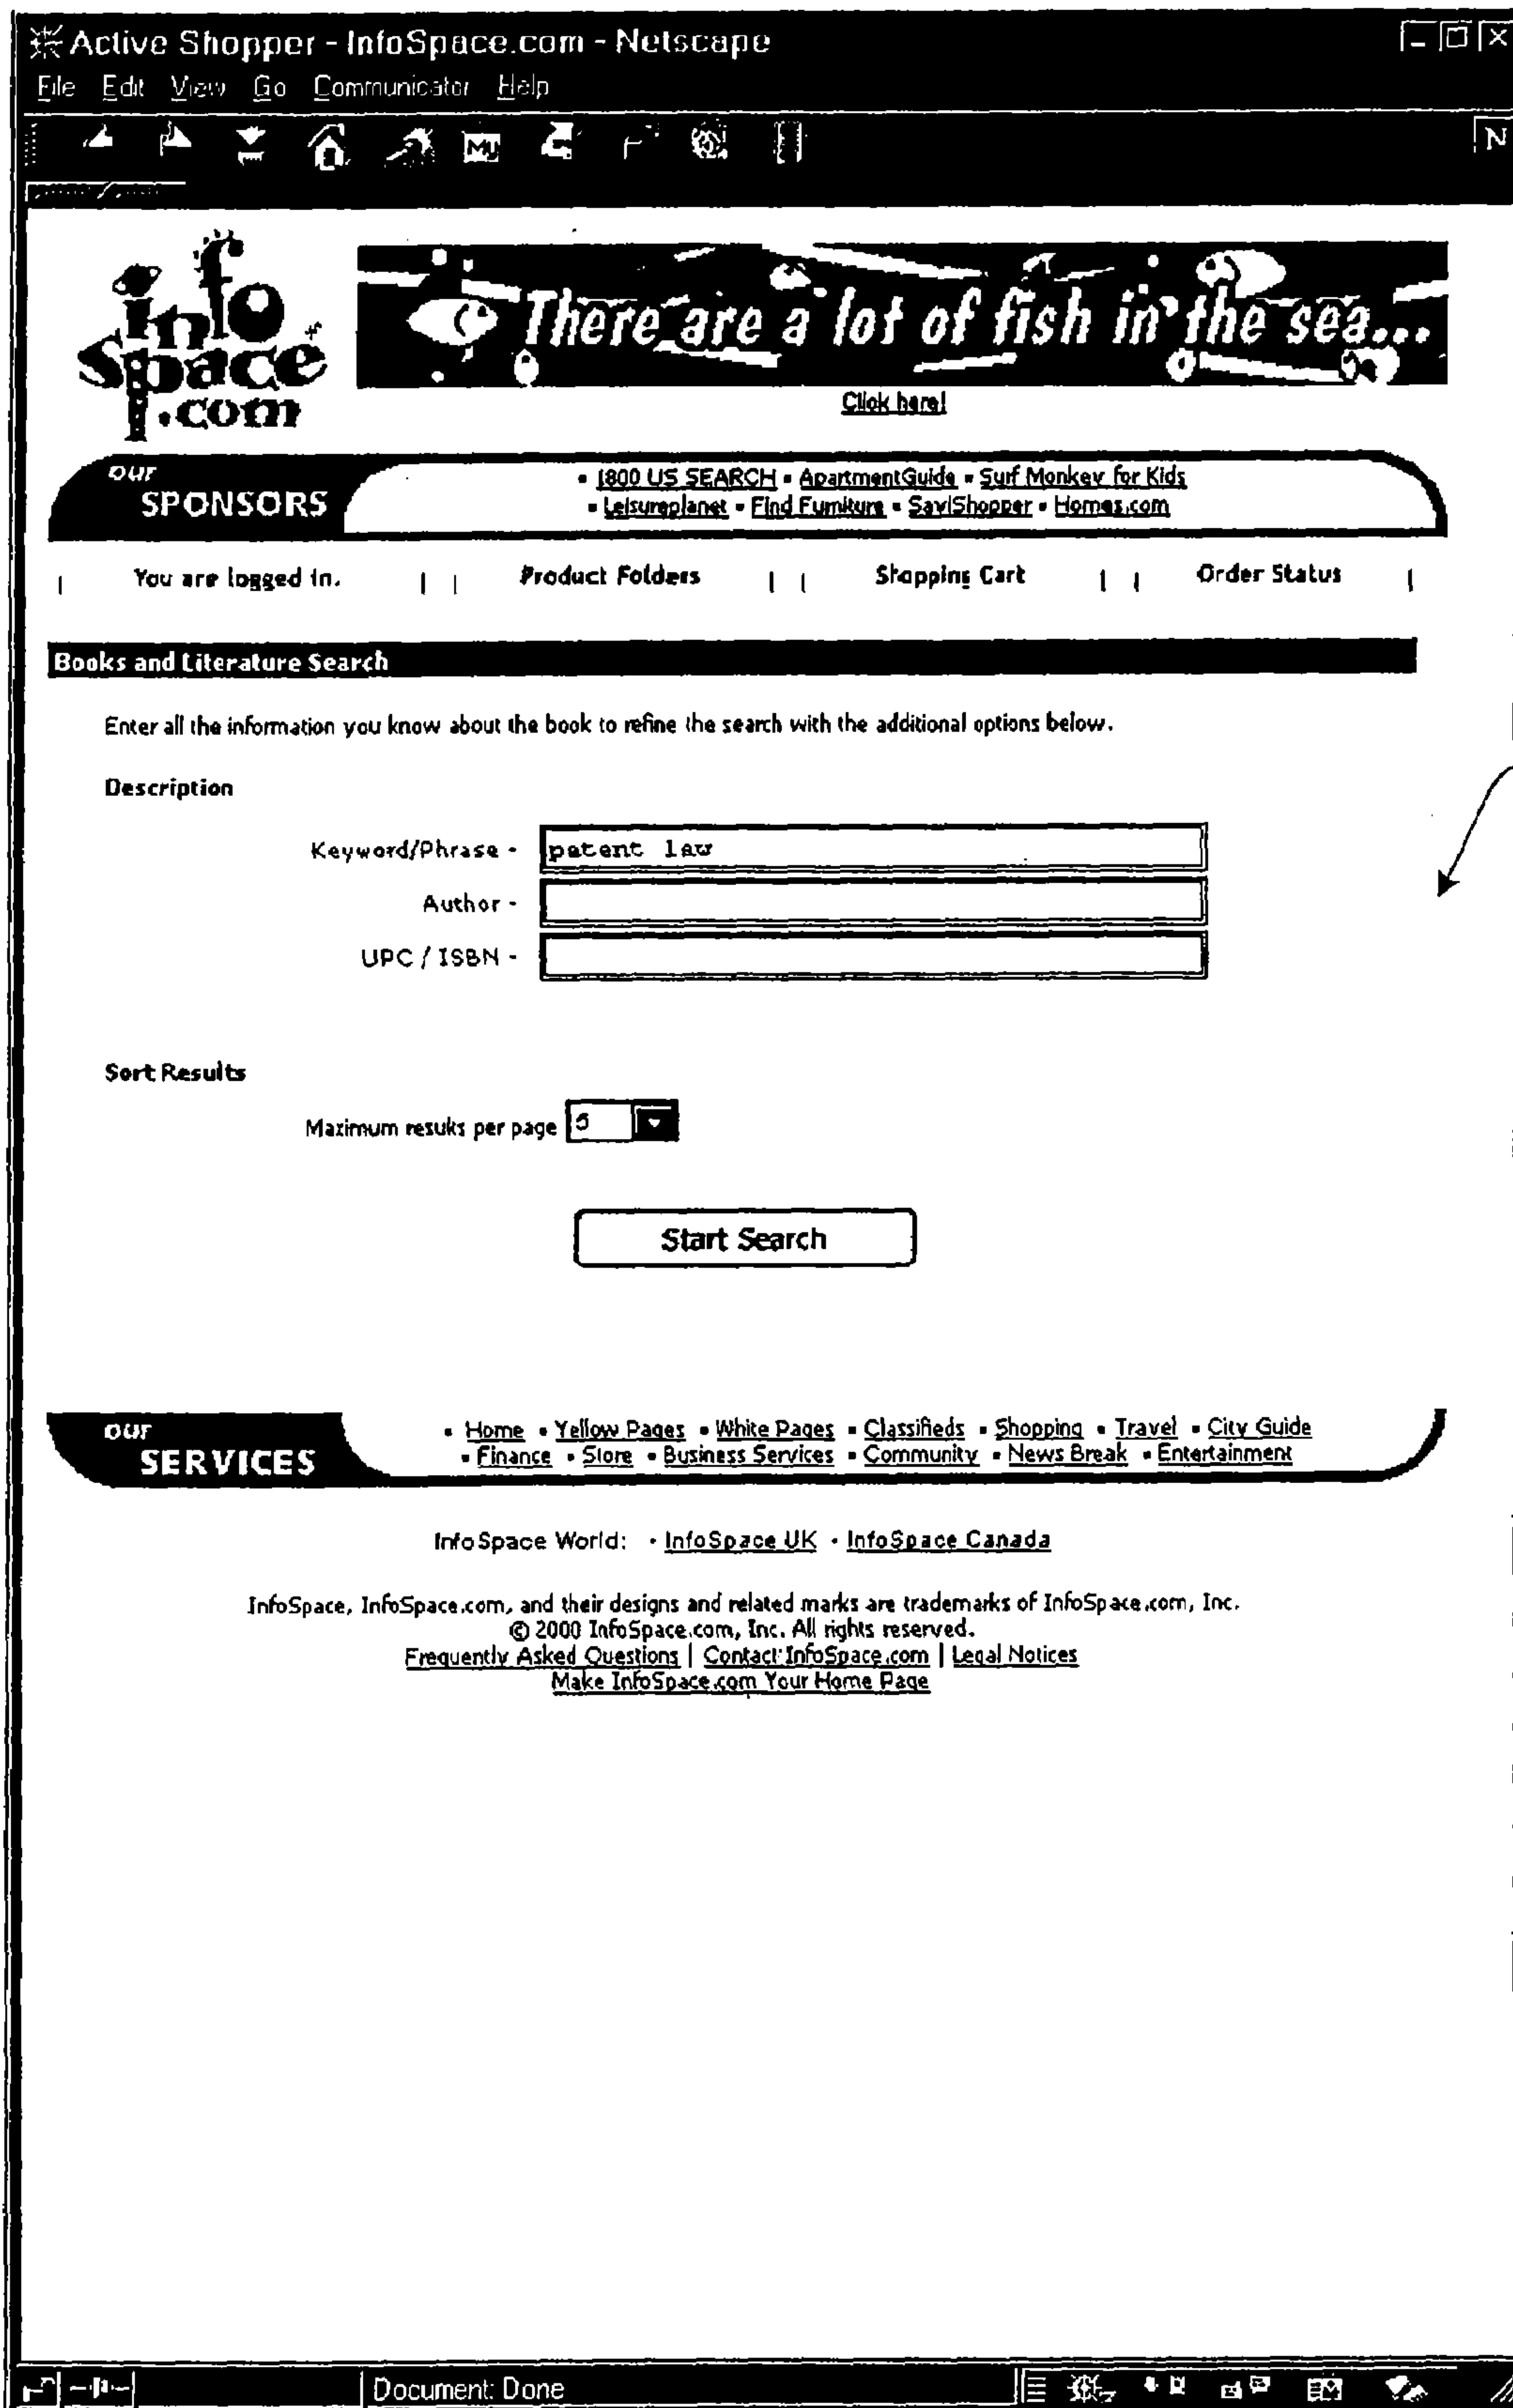 Active Shopper - InfoSpace.com - Netscape
File Edit View Go Communicator Help
My
N
info
space
.com
There are a lot of fish in the sea...
Click here!
our
SPONSORS
▪ 1800 US SEARCH ▪ ApartmentGuide ▪ Surf Monkey for Kids
▪ Leisureplanet ▪ Find Furniture ▪ SaviShopper ▪ Homes.com
| You are logged in. | | Product Folders | | Shopping Cart | | Order Status |
Books and Literature Search
Enter all the information you know about the book to refine the search with the additional options below.
Description
Keyword/Phrase - patent law
Author -
UPC / ISBN -
Sort Results
Maximum results per page 5
Start Search
our
SERVICES
▪ Home ▪ Yellow Pages ▪ White Pages ▪ Classifieds ▪ Shopping ▪ Travel ▪ City Guide
▪ Finance ▪ Store ▪ Business Services ▪ Community ▪ News Break ▪ Entertainment
InfoSpace World: · InfoSpace UK · InfoSpace Canada
InfoSpace, InfoSpace.com, and their designs and related marks are trademarks of InfoSpace.com, Inc.
© 2000 InfoSpace.com, Inc. All rights reserved.
Frequently Asked Questions | Contact InfoSpace.com | Legal Notices
Make InfoSpace.com Your Home Page
Document: Done